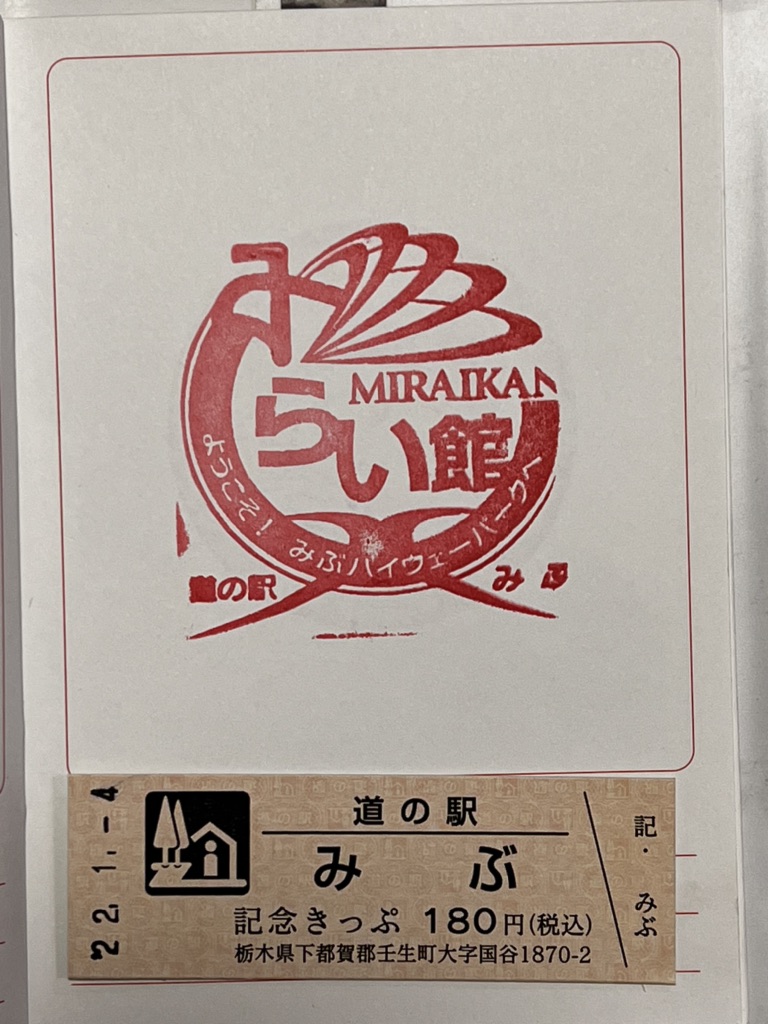 み
MIRAIKAN
らい館
ようこそ！みぶハイウェーパークへ
道の駅 みぶ
22.1.-4
道の駅
みぶ
記念きっぷ 180円(税込)
栃木県下都賀郡壬生町大字国谷1870-2
記・みぶ